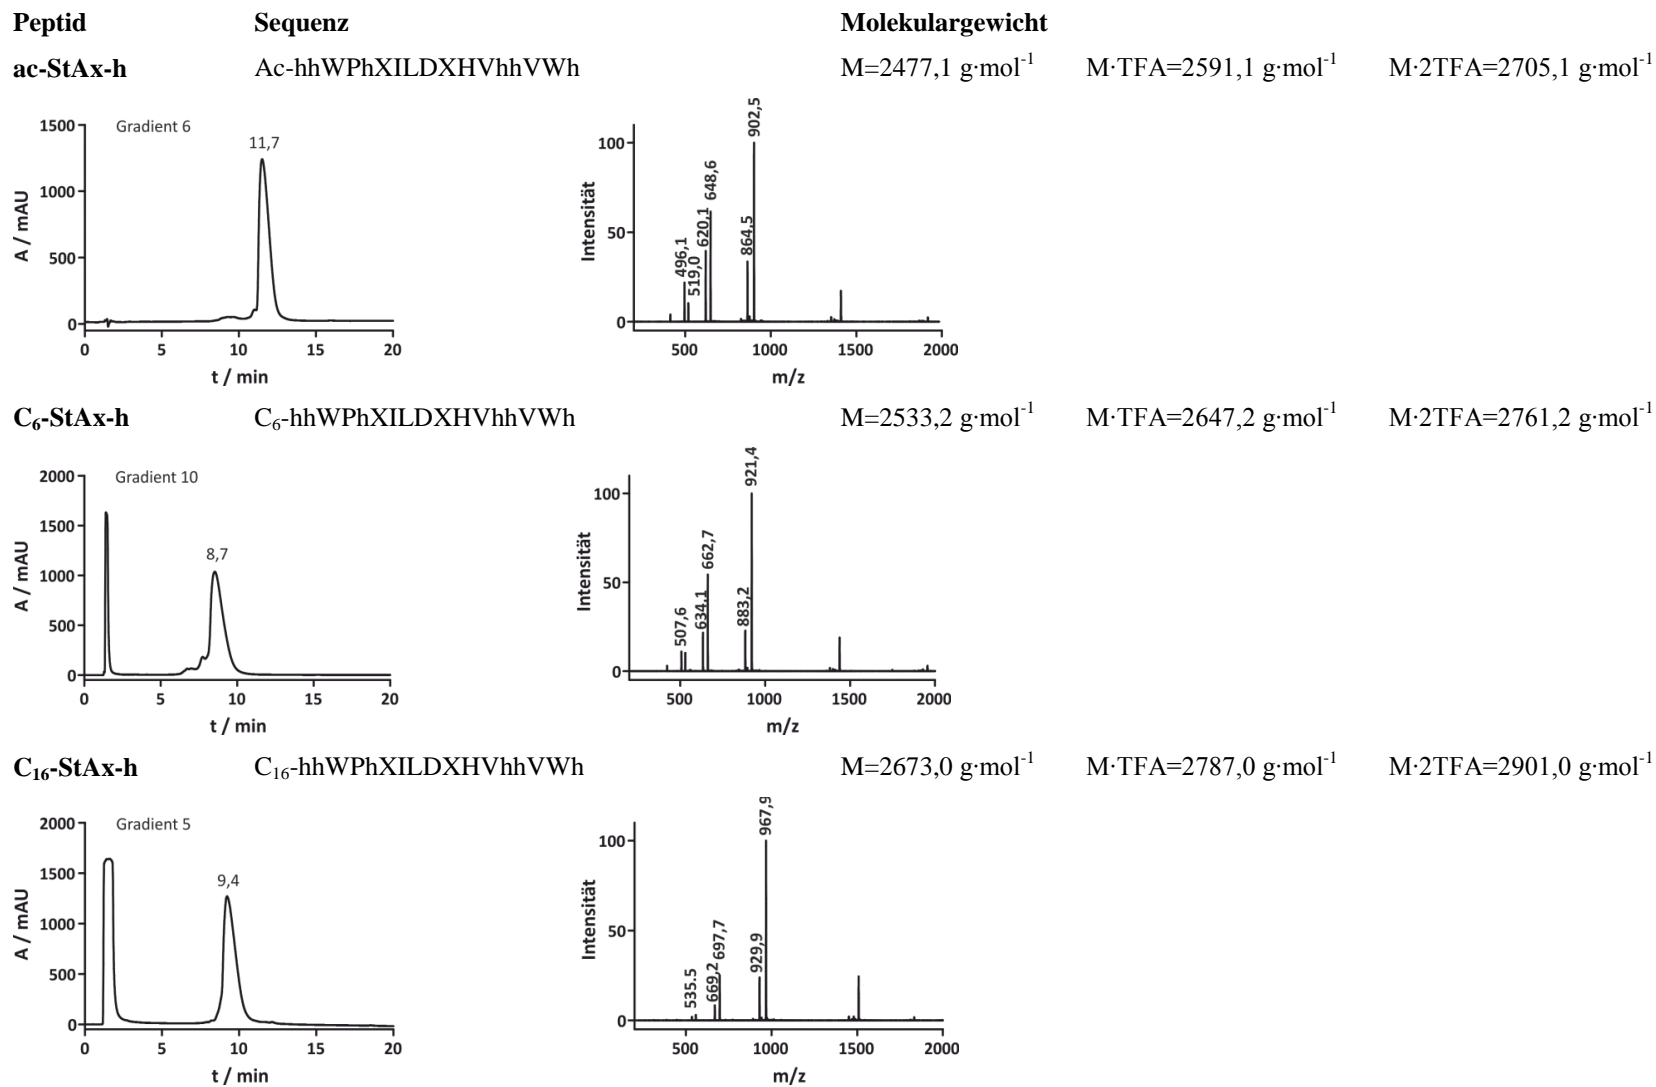 Peptid Sequenz Molekulargewicht
ac-StAx-h Ac-hhWPhXILDXHVhhVWh M=2477,1 g·mol⁻¹ M·TFA=2591,1 g·mol⁻¹ M·2TFA=2705,1 g·mol⁻¹
Gradient 6
11,7
1500
1000
500
0
A / mAU
0 5 10 15 20
t / min
100
50
0
Intensität
496,1
519,0
620,1
648,6
864,5
902,5
500 1000 1500 2000
m/z
C₆-StAx-h C₆-hhWPhXILDXHVhhVWh M=2533,2 g·mol⁻¹ M·TFA=2647,2 g·mol⁻¹ M·2TFA=2761,2 g·mol⁻¹
Gradient 10
8,7
2000
1500
1000
500
0
A / mAU
0 5 10 15 20
t / min
100
50
0
Intensität
507,6
634,1
662,7
883,2
921,4
500 1000 1500 2000
m/z
C₁₆-StAx-h C₁₆-hhWPhXILDXHVhhVWh M=2673,0 g·mol⁻¹ M·TFA=2787,0 g·mol⁻¹ M·2TFA=2901,0 g·mol⁻¹
Gradient 5
9,4
2000
1500
1000
500
0
A / mAU
0 5 10 15 20
t / min
100
50
0
Intensität
535.5
669,2
697,7
929,9
967,9
500 1000 1500 2000
m/z